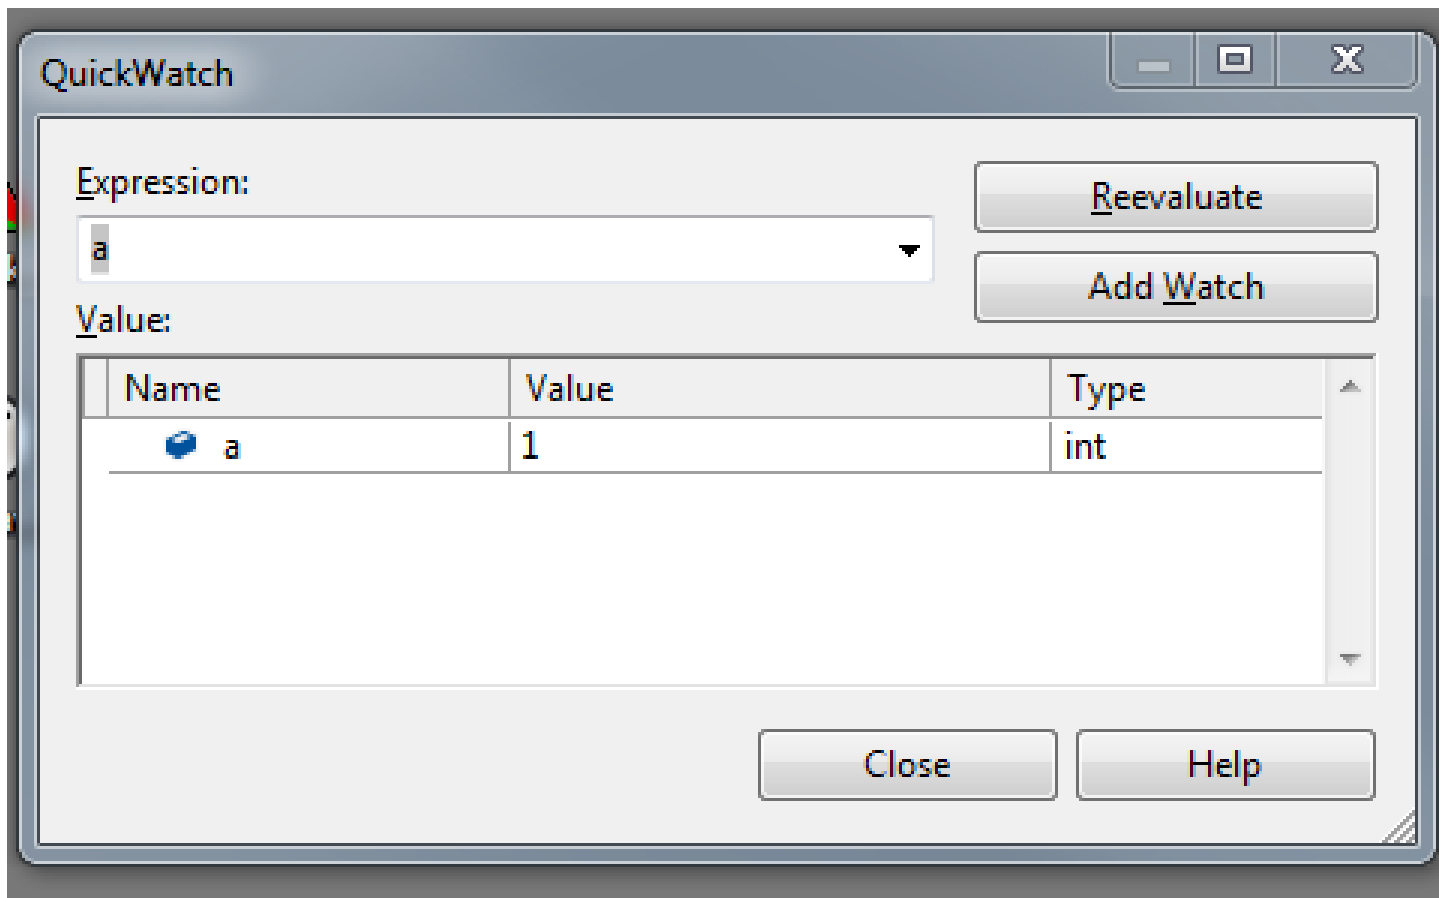 QuickWatch
Expression:
Reevaluate
a
Add Watch
Value:
Name Value Type
a 1 int
Close Help